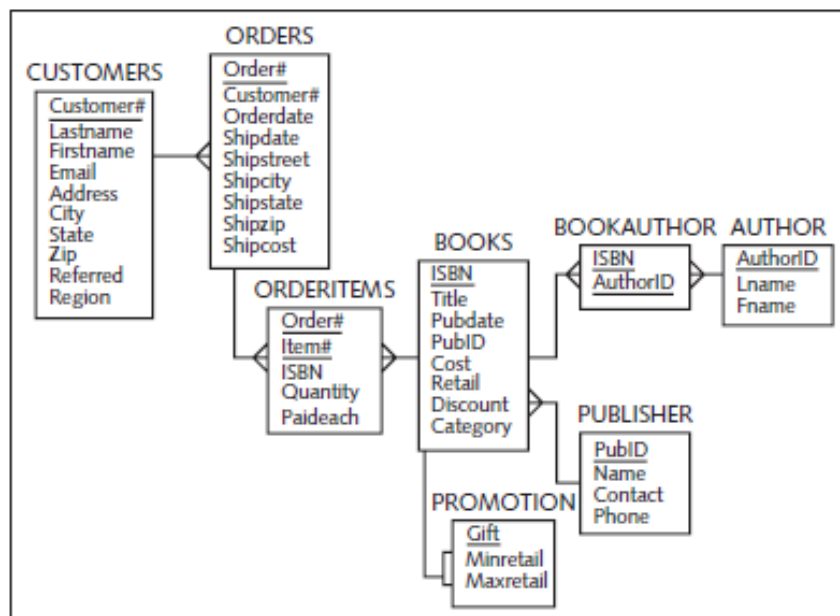 CUSTOMERS
Customer#
Lastname
Firstname
Email
Address
City
State
Zip
Referred
Region
ORDERS
Order#
Customer#
Orderdate
Shipdate
Shipstreet
Shipcity
Shipstate
Shipzip
Shipcost
ORDERITEMS
Order#
Item#
ISBN
Quantity
Paideach
BOOKS
ISBN
Title
Pubdate
PubID
Cost
Retail
Discount
Category
PROMOTION
Gift
Minretail
Maxretail
BOOKAUTHOR
ISBN
AuthorID
AUTHOR
AuthorID
Lname
Fname
PUBLISHER
PubID
Name
Contact
Phone